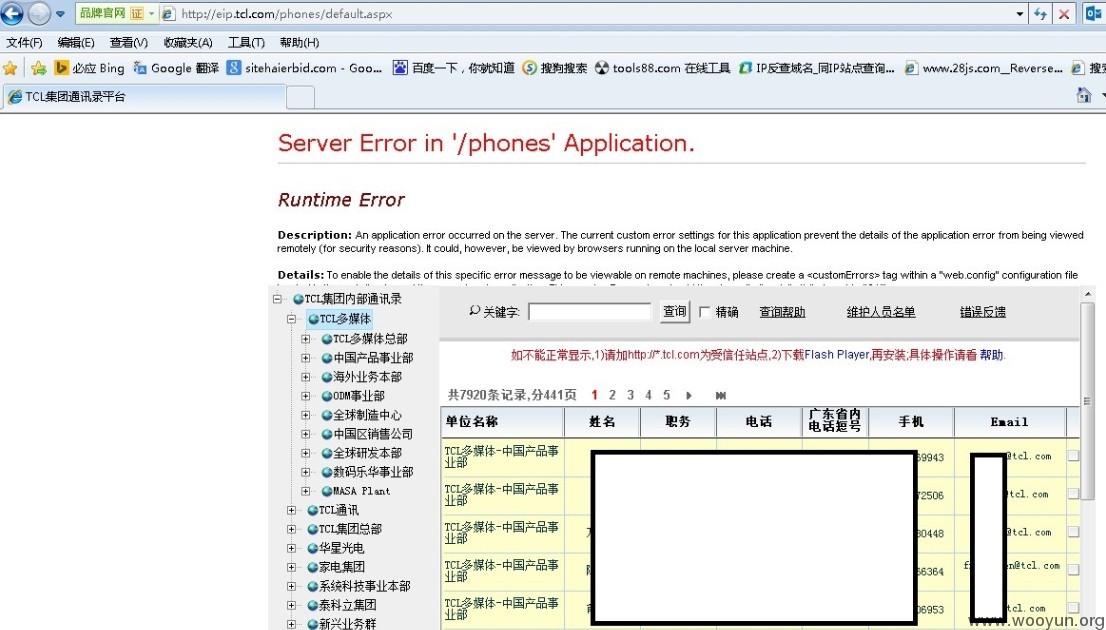 品牌官网 证 http://eip.tcl.com/phones/default.aspx
文件(F) 编辑(E) 查看(V) 收藏夹(A) 工具(T) 帮助(H)
必应 Bing Google 翻译 sitehaierbid.com - Goo... 百度一下，你就知道 搜狗搜索 tools88.com 在线工具 IP反查域名_同IP站点查询... www.28js.com__Reverse... 搜
TCL集团通讯录平台
Server Error in '/phones' Application.
Runtime Error
Description: An application error occurred on the server. The current custom error settings for this application prevent the details of the application error from being viewed
remotely (for security reasons). It could, however, be viewed by browsers running on the local server machine.
Details: To enable the details of this specific error message to be viewable on remote machines, please create a <customErrors> tag within a "web.config" configuration file
TCL集团内部通讯录
TCL多媒体
TCL多媒体总部
中国产品事业部
海外业务本部
ODM事业部
全球制造中心
中国区销售公司
全球研发本部
数码乐华事业部
MASA Plant
TCL通讯
TCL集团总部
华星光电
家电集团
系统科技事业本部
泰科立集团
新兴业务群
关键字: 查询 精确 查询帮助 维护人员名单 错误反馈
如不能正常显示,1)请加http://*.tcl.com为受信任站点,2)下载Flash Player,再安装;具体操作请看 帮助.
共7920条记录,分441页 1 2 3 4 5
单位名称 姓名 职务 电话 广东省内电话短号 手机 Email
TCL多媒体-中国产品事业部 69943 @tcl.com
TCL多媒体-中国产品事业部 72506 tcl.com
TCL多媒体-中国产品事业部 80448 @tcl.com
TCL多媒体-中国产品事业部 66364 en@tcl.com
TCL多媒体-中国产品事业部 06953 tcl.com
www.wooyun.org